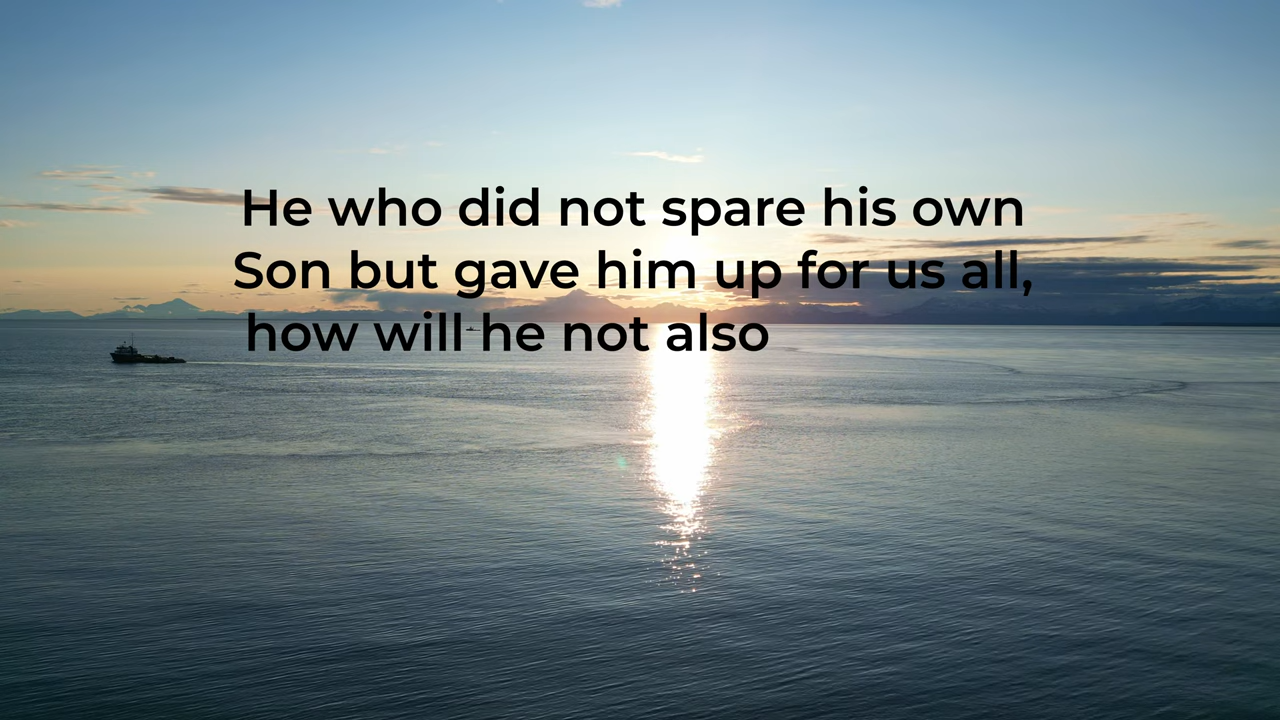 He who did not spare his own
Son but gave him up for us all,
how will he not also